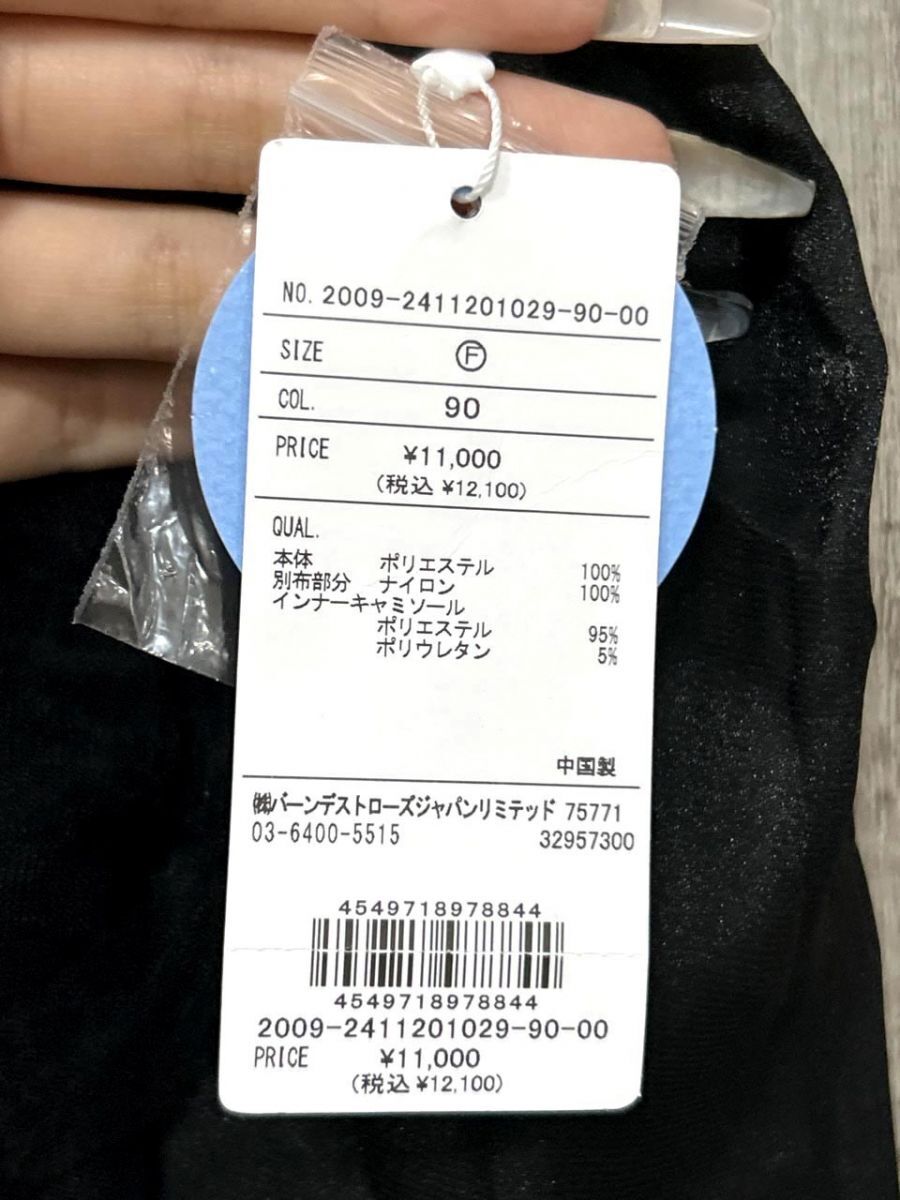 NO. 2009-2411201029-90-00
SIZE Ⓕ
COL. 90
PRICE ¥11,000
(税込 ¥12,100)
QUAL.
本体 ポリエステル 100%
別布部分 ナイロン 100%
インナーキャミソール
ポリエステル 95%
ポリウレタン 5%
中国製
㈱バーンデストローズジャパンリミテッド 75771
03-6400-5515 32957300
4549718978844
4549718978844
2009-2411201029-90-00
PRICE ¥11,000
(税込 ¥12,100)